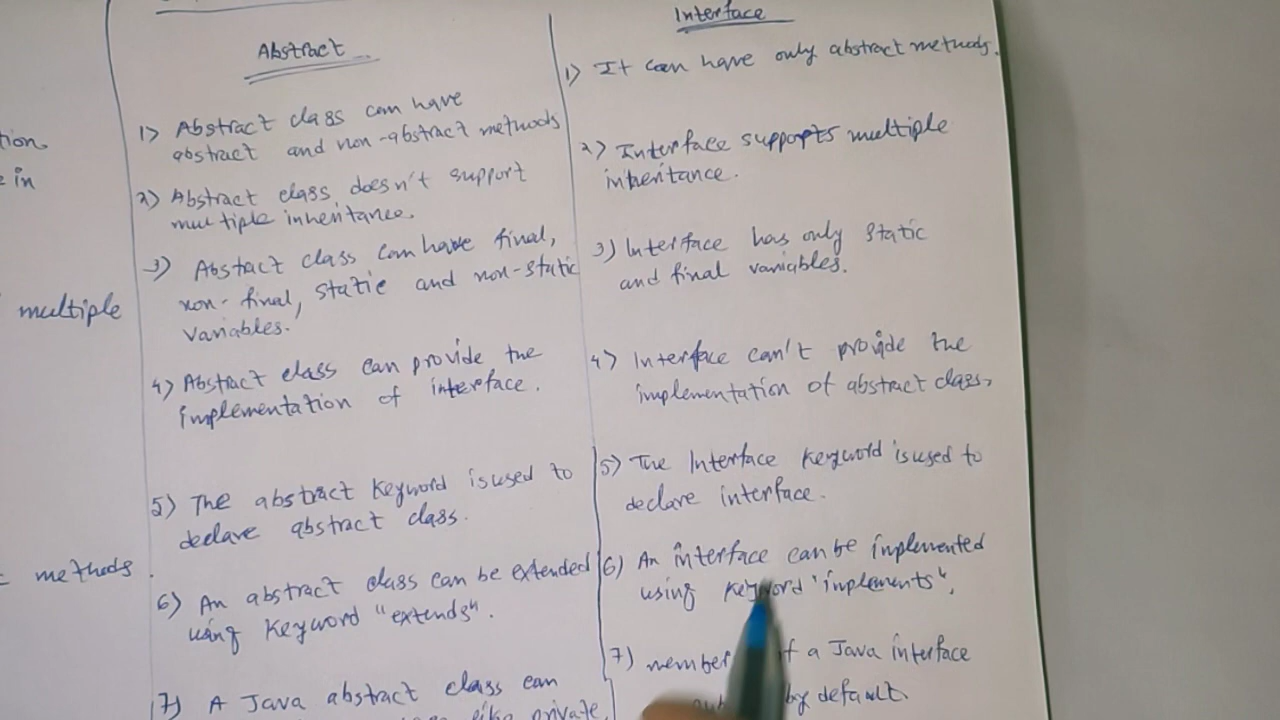 tion.
in
multiple
methods
Abstract
1) Abstract class can have
abstract and non-abstract methods
2) Abstract class doesn't support
multiple inheritance.
3) Abstract class can have final,
non-final, static and non-static
variables.
4) Abstract class can provide the
implementation of interface.
5) The abstract keyword is used to
declare abstract class.
6) An abstract class can be extended
using keyword "extends".
7) A Java abstract class can
like private,
Interface
1) It can have only abstract methods.
2) Interface supports multiple
inheritance.
3) Interface has only static
and final variables.
4) Interface can't provide the
implementation of abstract class.
5) The Interface keyword is used to
declare interface.
6) An interface can be implemented
using keyword "implements".
7) member of a Java interface
by default.